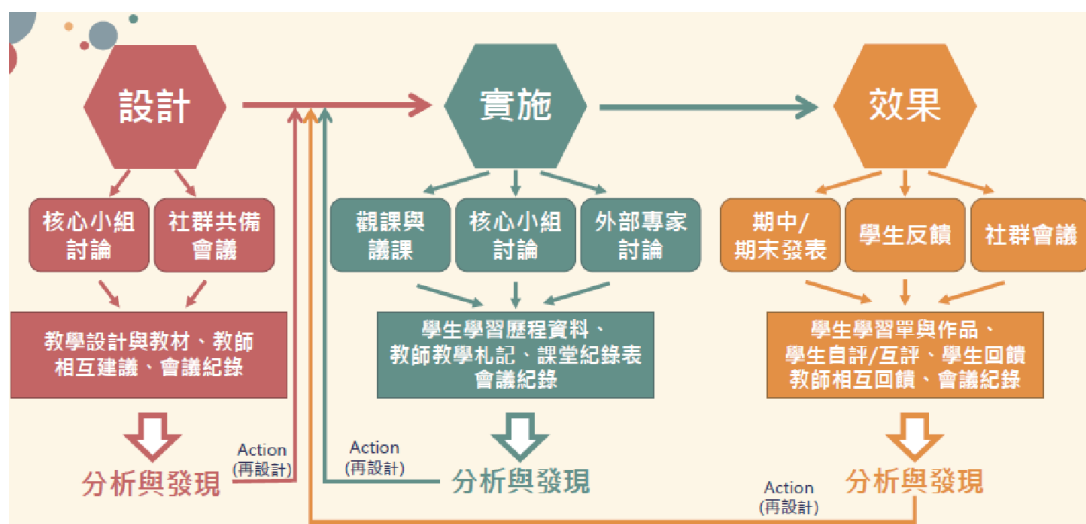 設計
實施
效果
核心小組
討論
社群共備
會議
觀課與
議課
核心小組
討論
外部專家
討論
期中/
期末發表
學生反饋
社群會議
教學設計與教材、教師
相互建議、會議紀錄
學生學習歷程資料、
教師教學札記、課堂紀錄表
會議紀錄
學生學習單與作品、
學生自評/互評、學生回饋
教師相互回饋、會議紀錄
分析與發現
Action
(再設計)
Action
(再設計)
分析與發現
Action
(再設計)
分析與發現